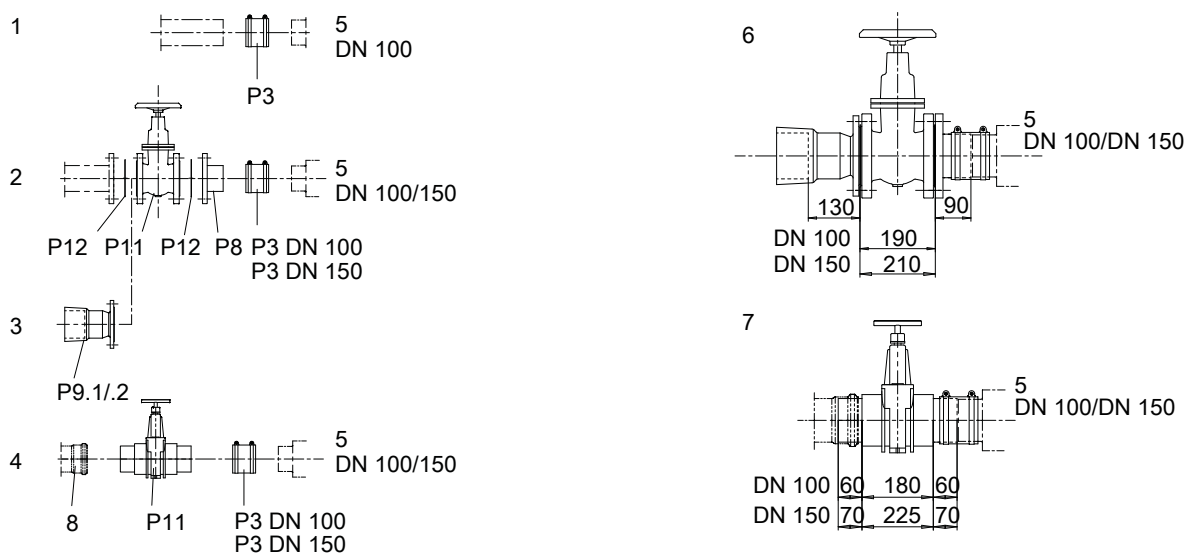 1
5
DN 100
P3
2
5
DN 100/150
P12 P11 P12 P8 P3 DN 100
P3 DN 150
3
P9.1/.2
4
5
DN 100/150
8 P11 P3 DN 100
P3 DN 150
6
5
DN 100/DN 150
130 90
DN 100 190
DN 150 210
7
5
DN 100/DN 150
DN 100 60 180 60
DN 150 70 225 70